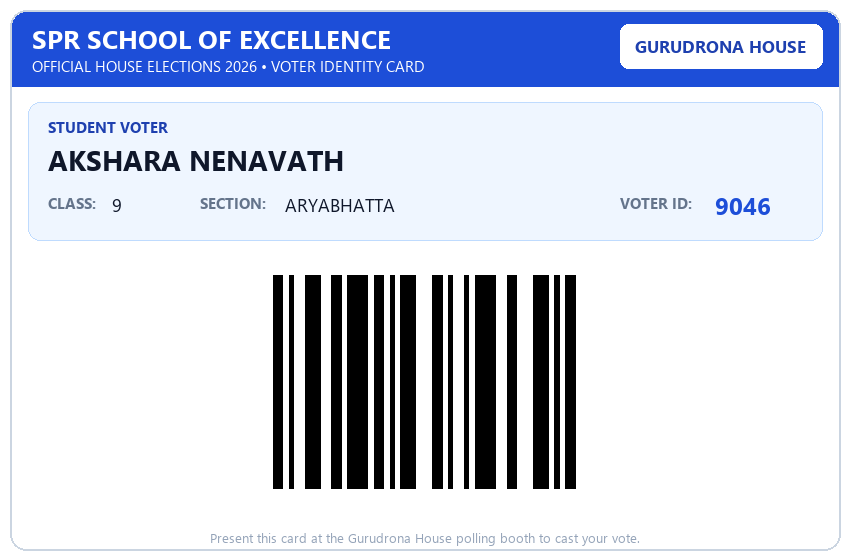 SPR SCHOOL OF EXCELLENCE
OFFICIAL HOUSE ELECTIONS 2026 • VOTER IDENTITY CARD
GURUDRONA HOUSE
STUDENT VOTER
AKSHARA NENAVATH
CLASS: 9 SECTION: ARYABHATTA VOTER ID: 9046
Present this card at the Gurudrona House polling booth to cast your vote.